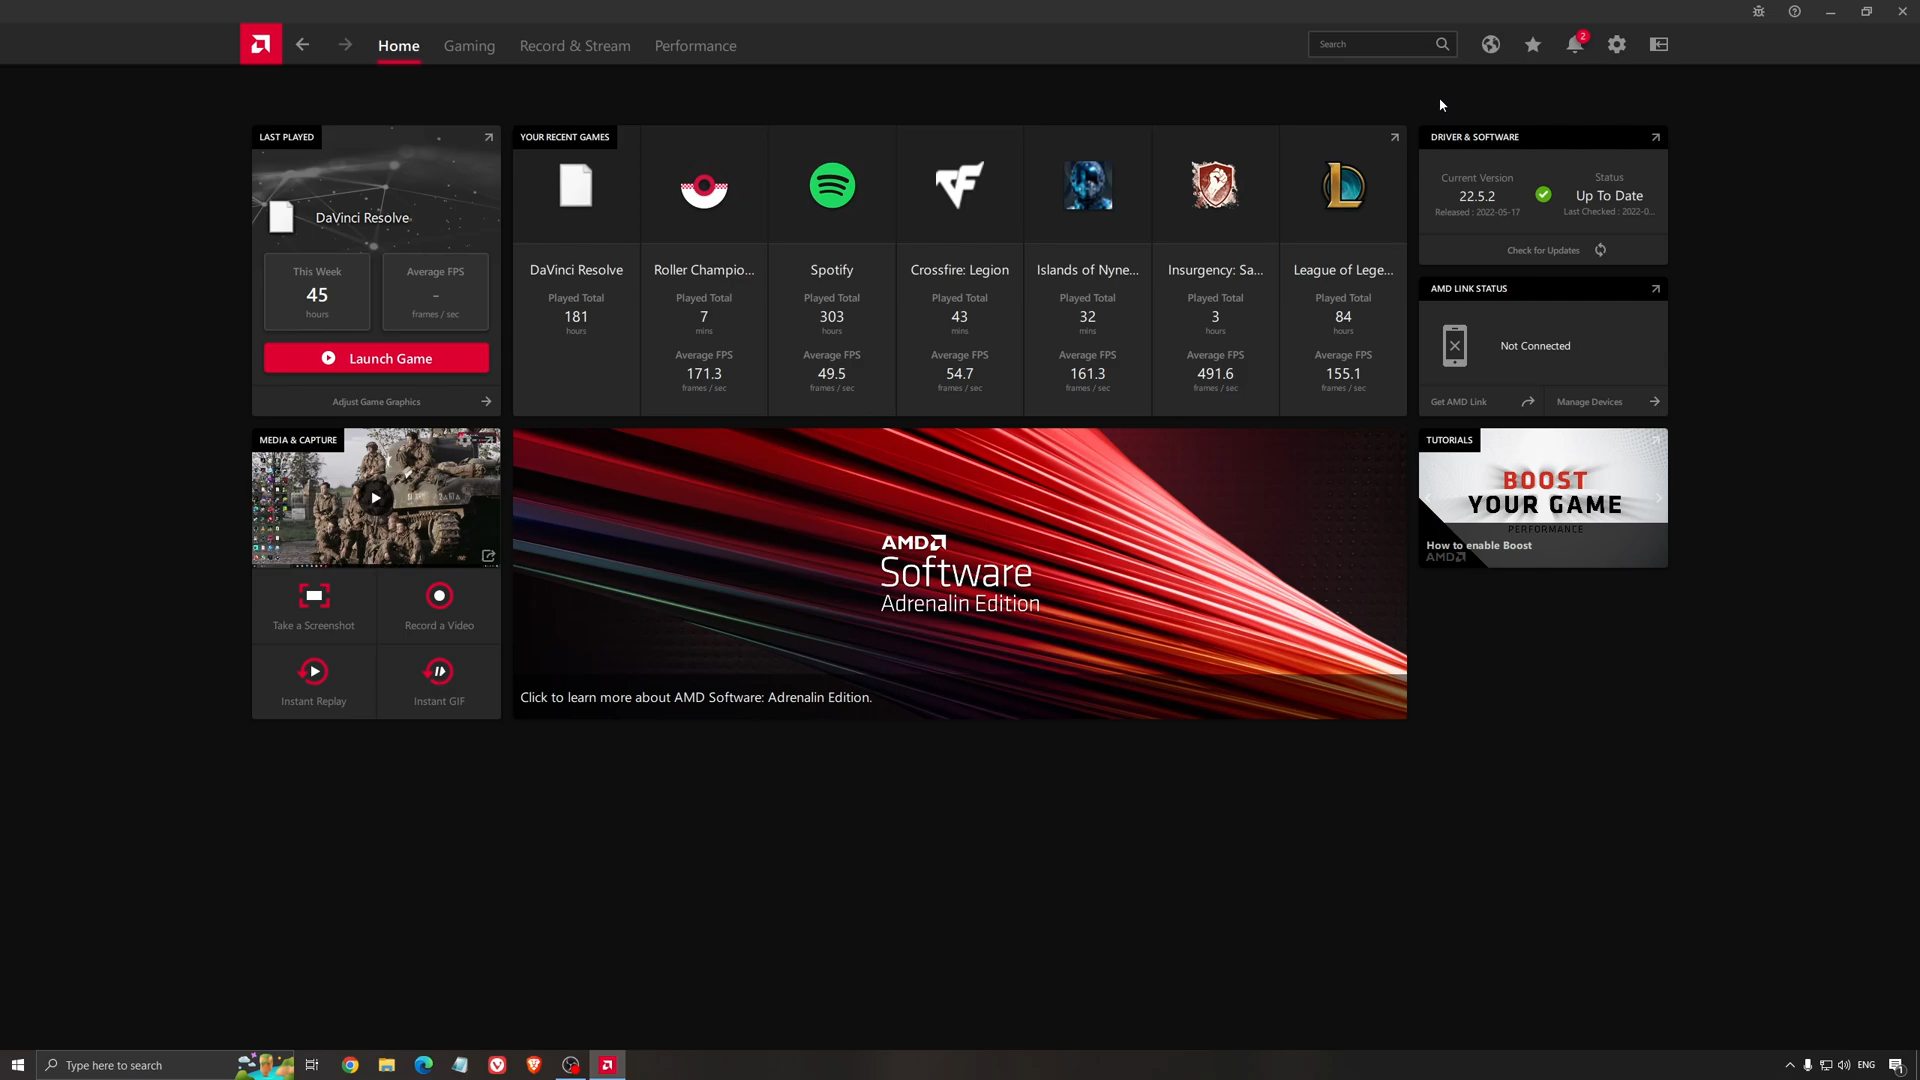 Home
Gaming
Record & Stream
Performance
Search
2
LAST PLAYED
DaVinci Resolve
This Week
45
hours
Average FPS
–
frames / sec
Launch Game
Adjust Game Graphics
YOUR RECENT GAMES
DaVinci Resolve
Played Total
181
hours
Roller Champio...
Played Total
7
mins
Average FPS
171.3
frames / sec
Spotify
Played Total
303
hours
Average FPS
49.5
frames / sec
Crossfire: Legion
Played Total
43
mins
Average FPS
54.7
frames / sec
Islands of Nyne...
Played Total
32
mins
Average FPS
161.3
frames / sec
Insurgency: Sa...
Played Total
3
hours
Average FPS
491.6
frames / sec
League of Lege...
Played Total
84
hours
Average FPS
155.1
frames / sec
DRIVER & SOFTWARE
Current Version
22.5.2
Released : 2022-05-17
Status
Up To Date
Last Checked : 2022-0...
Check for Updates
AMD LINK STATUS
Not Connected
Get AMD Link
Manage Devices
MEDIA & CAPTURE
Take a Screenshot
Record a Video
Instant Replay
Instant GIF
AMD
Software
Adrenalin Edition
Click to learn more about AMD Software: Adrenalin Edition.
TUTORIALS
BOOST
YOUR GAME
PERFORMANCE
How to enable Boost
AMD
Type here to search
ENG
1